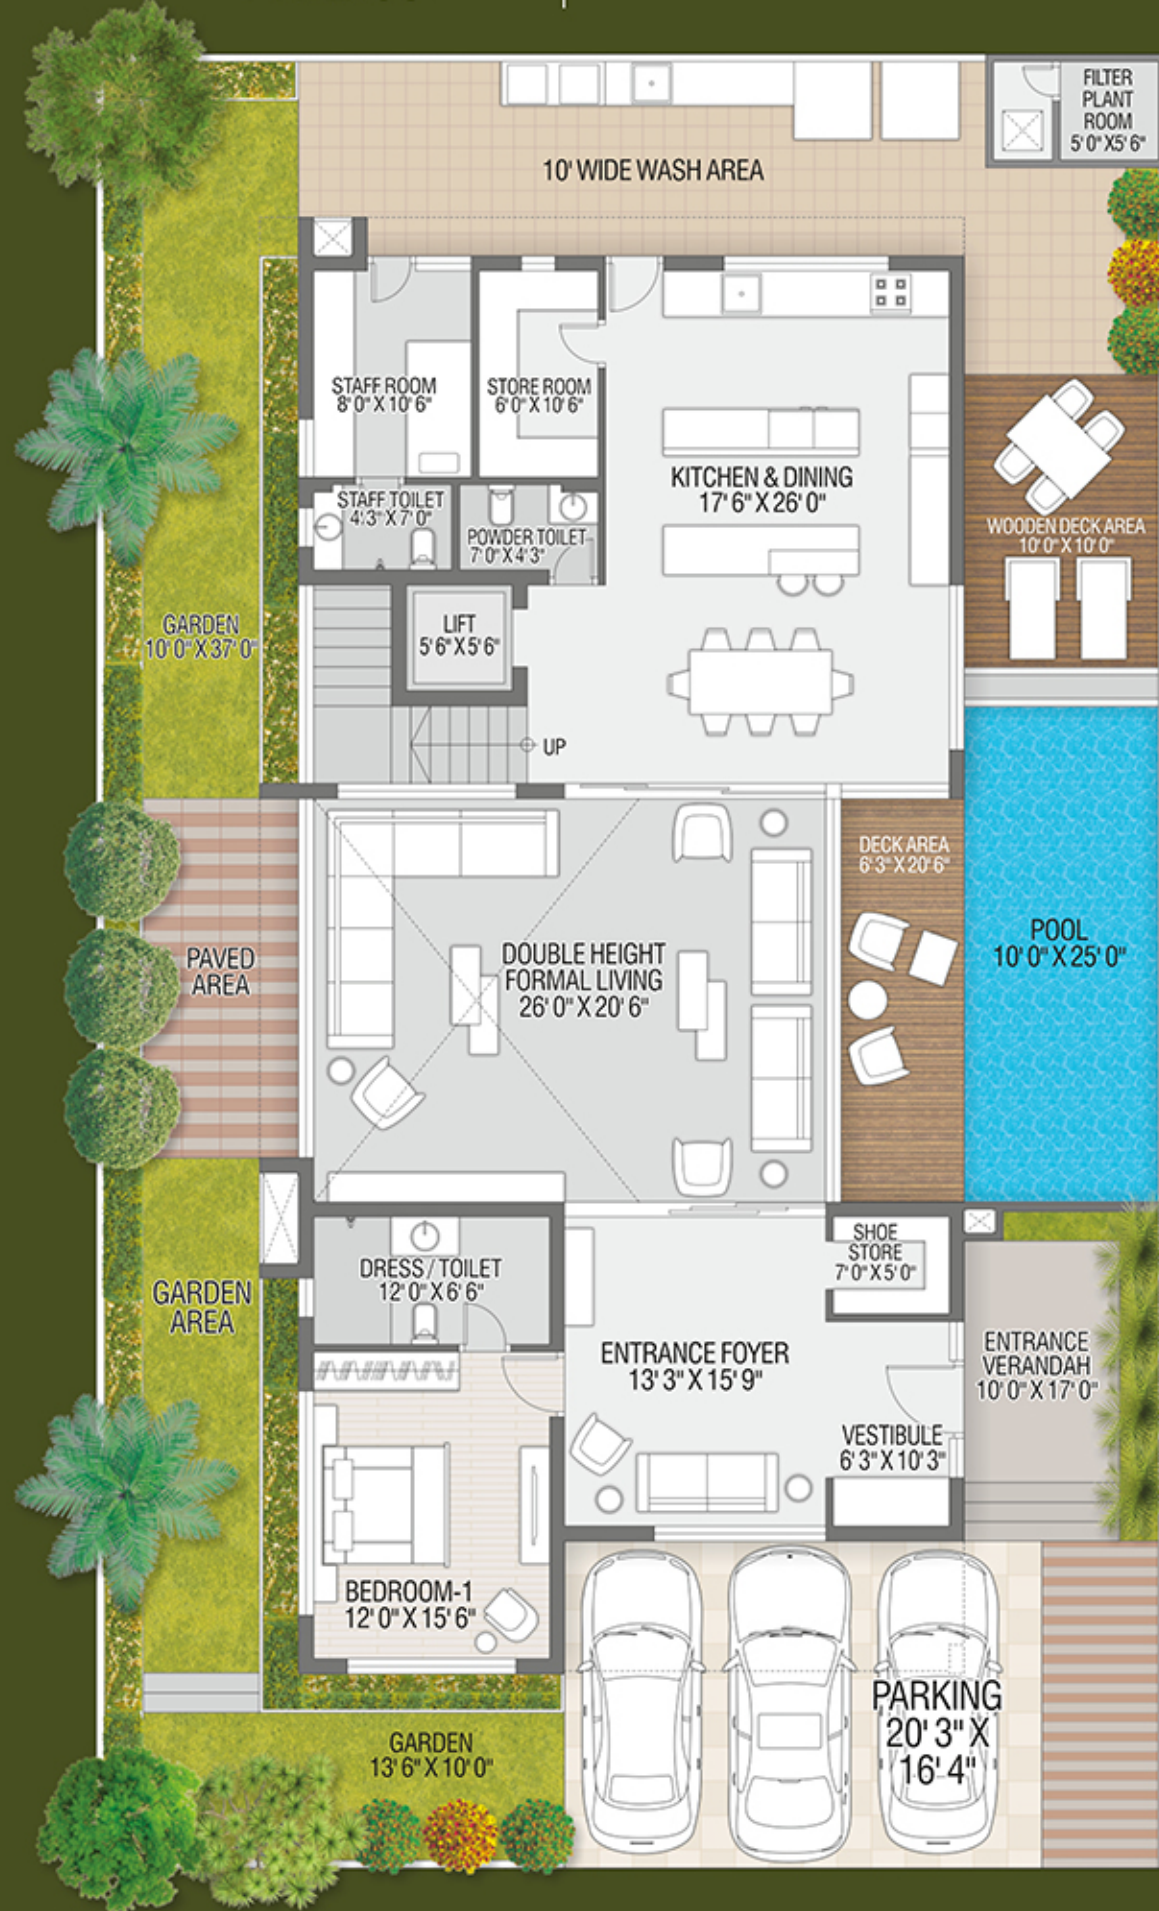 FILTER
PLANT
ROOM
5' 0" X5' 6"
10' WIDE WASH AREA
STAFF ROOM
8' 0" X 10' 6"
STORE ROOM
6' 0" X 10' 6"
KITCHEN & DINING
17' 6" X 26' 0"
STAFF TOILET
4' 3" X 7' 0"
POWDER TOILET
7' 0" X 4' 3"
WOODEN DECK AREA
10' 0" X 10' 0"
GARDEN
10' 0" X 37' 0"
LIFT
5' 6" X 5' 6"
UP
DECK AREA
6' 3" X 20' 6"
PAVED
AREA
DOUBLE HEIGHT
FORMAL LIVING
26' 0" X 20' 6"
POOL
10' 0" X 25' 0"
SHOE
STORE
7' 0" X 5' 0"
DRESS / TOILET
12' 0" X 6' 6"
GARDEN
AREA
ENTRANCE FOYER
13' 3" X 15' 9"
ENTRANCE
VERANDAH
10' 0" X 17' 0"
VESTIBULE
6' 3" X 10' 3"
BEDROOM-1
12' 0" X 15' 6"
PARKING
20' 3" X
16' 4"
GARDEN
13' 6" X 10' 0"